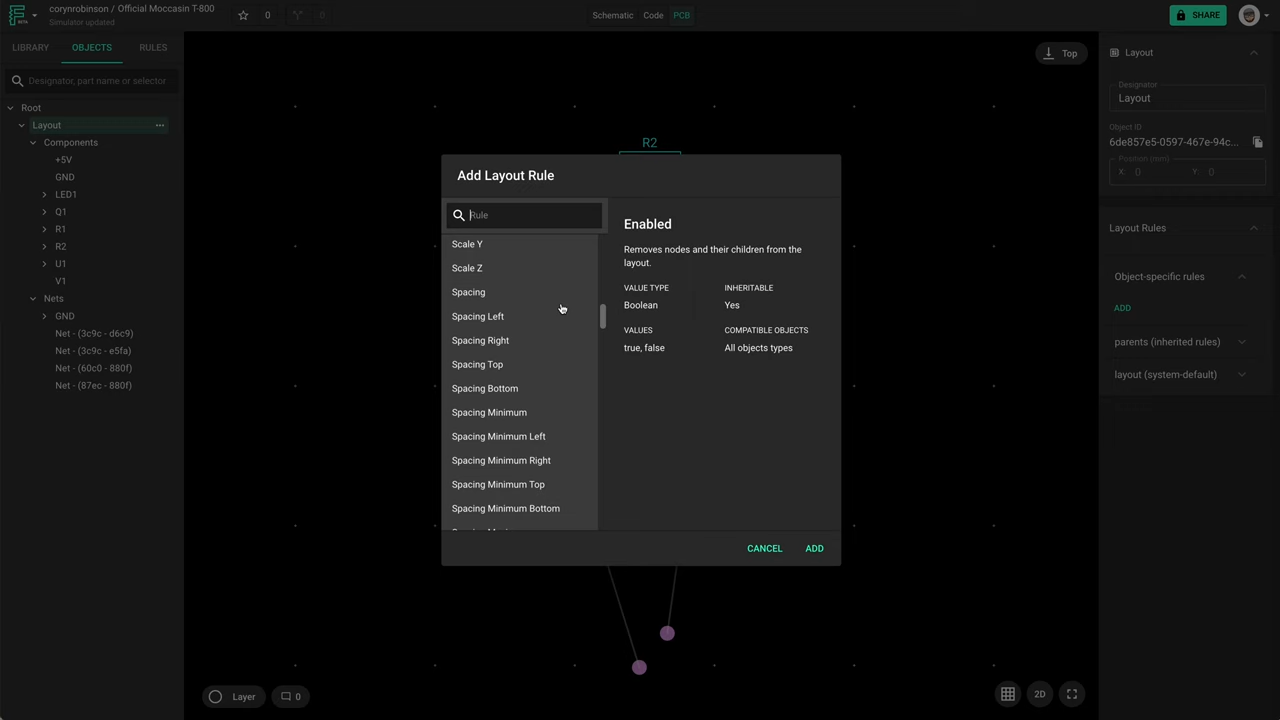 corynrobinson / Official Moccasin T-800
BETA
Simulator updated
0
0
Schematic
Code
PCB
SHARE
LIBRARY
OBJECTS
RULES
Designator, part name or selector
Root
Layout
Components
+5V
GND
LED1
Q1
R1
R2
U1
V1
Nets
GND
Net - (3c9c - d6c9)
Net - (3c9c - e5fa)
Net - (60c0 - 880f)
Net - (87ec - 880f)
Top
R2
Add Layout Rule
Rule
Scale Y
Scale Z
Spacing
Spacing Left
Spacing Right
Spacing Top
Spacing Bottom
Spacing Minimum
Spacing Minimum Left
Spacing Minimum Right
Spacing Minimum Top
Spacing Minimum Bottom
Enabled
Removes nodes and their children from the
layout.
VALUE TYPE
INHERITABLE
Boolean
Yes
VALUES
COMPATIBLE OBJECTS
true, false
All objects types
CANCEL
ADD
Layer
0
2D
Layout
Designator
Layout
Object ID
6de857e5-0597-467e-94c...
Position (mm)
X: 0
Y: 0
Layout Rules
Object-specific rules
ADD
parents (inherited rules)
layout (system-default)